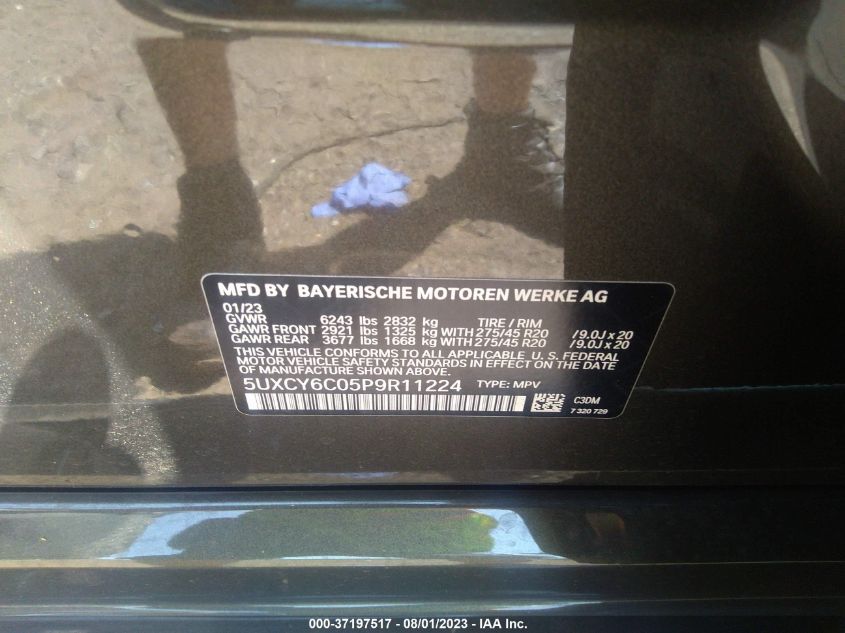 MFD BY BAYERISCHE MOTOREN WERKE AG
01/23
GVWR 6243 lbs 2832 kg TIRE / RIM
GAWR FRONT 2921 lbs 1325 kg WITH 275/45 R20 /9.0J x 20
GAWR REAR 3677 lbs 1668 kg WITH 275/45 R20 /9.0J x 20
THIS VEHICLE CONFORMS TO ALL APPLICABLE U. S. FEDERAL
MOTOR VEHICLE SAFETY STANDARDS IN EFFECT ON THE DATE
OF MANUFACTURE SHOWN ABOVE.
5UXCY6C05P9R11224 TYPE: MPV
C3DM
7 320 729
000-37197517 - 08/01/2023 - IAA Inc.